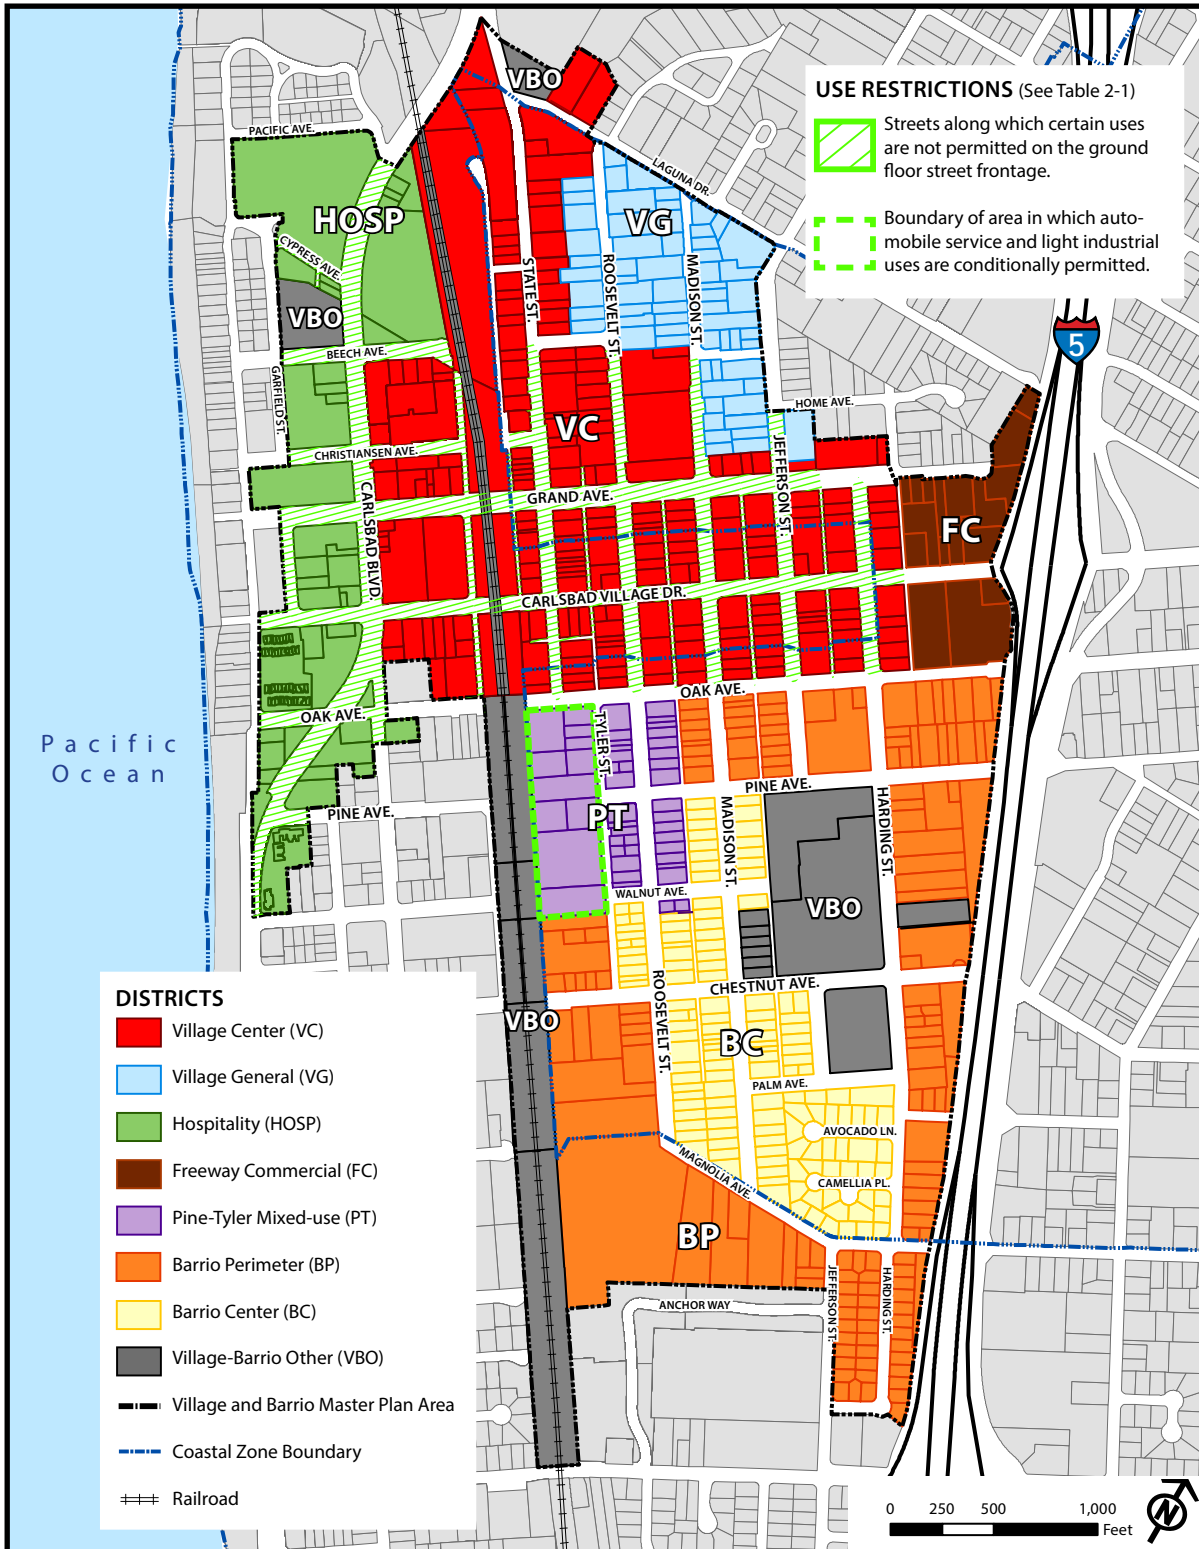 USE RESTRICTIONS (See Table 2-1)
Streets along which certain uses
are not permitted on the ground
floor street frontage.
Boundary of area in which auto-
mobile service and light industrial
uses are conditionally permitted.
VBO
PACIFIC AVE.
LAGUNA DR.
HOSP
VG
CYPRESS AVE.
STATE ST.
ROOSEVELT ST.
MADISON ST.
VBO
5
BEECH AVE.
GARFIELD ST.
HOME AVE.
VC
JEFFERSON ST.
CHRISTIANSEN AVE.
GRAND AVE.
CARLSBAD BLVD.
FC
CARLSBAD VILLAGE DR.
OAK AVE.
OAK AVE.
TYLER ST.
Pacific
Ocean
PINE AVE.
PINE AVE.
PT
MADISON ST.
HARDING ST.
WALNUT AVE.
VBO
ROOSEVELT ST.
CHESTNUT AVE.
VBO
BC
PALM AVE.
AVOCADO LN.
MAGNOLIA AVE.
CAMELLIA PL.
BP
JEFFERSON ST.
HARDING ST.
ANCHOR WAY
DISTRICTS
Village Center (VC)
Village General (VG)
Hospitality (HOSP)
Freeway Commercial (FC)
Pine-Tyler Mixed-use (PT)
Barrio Perimeter (BP)
Barrio Center (BC)
Village-Barrio Other (VBO)
Village and Barrio Master Plan Area
Coastal Zone Boundary
Railroad
0 250 500 1,000
Feet
N